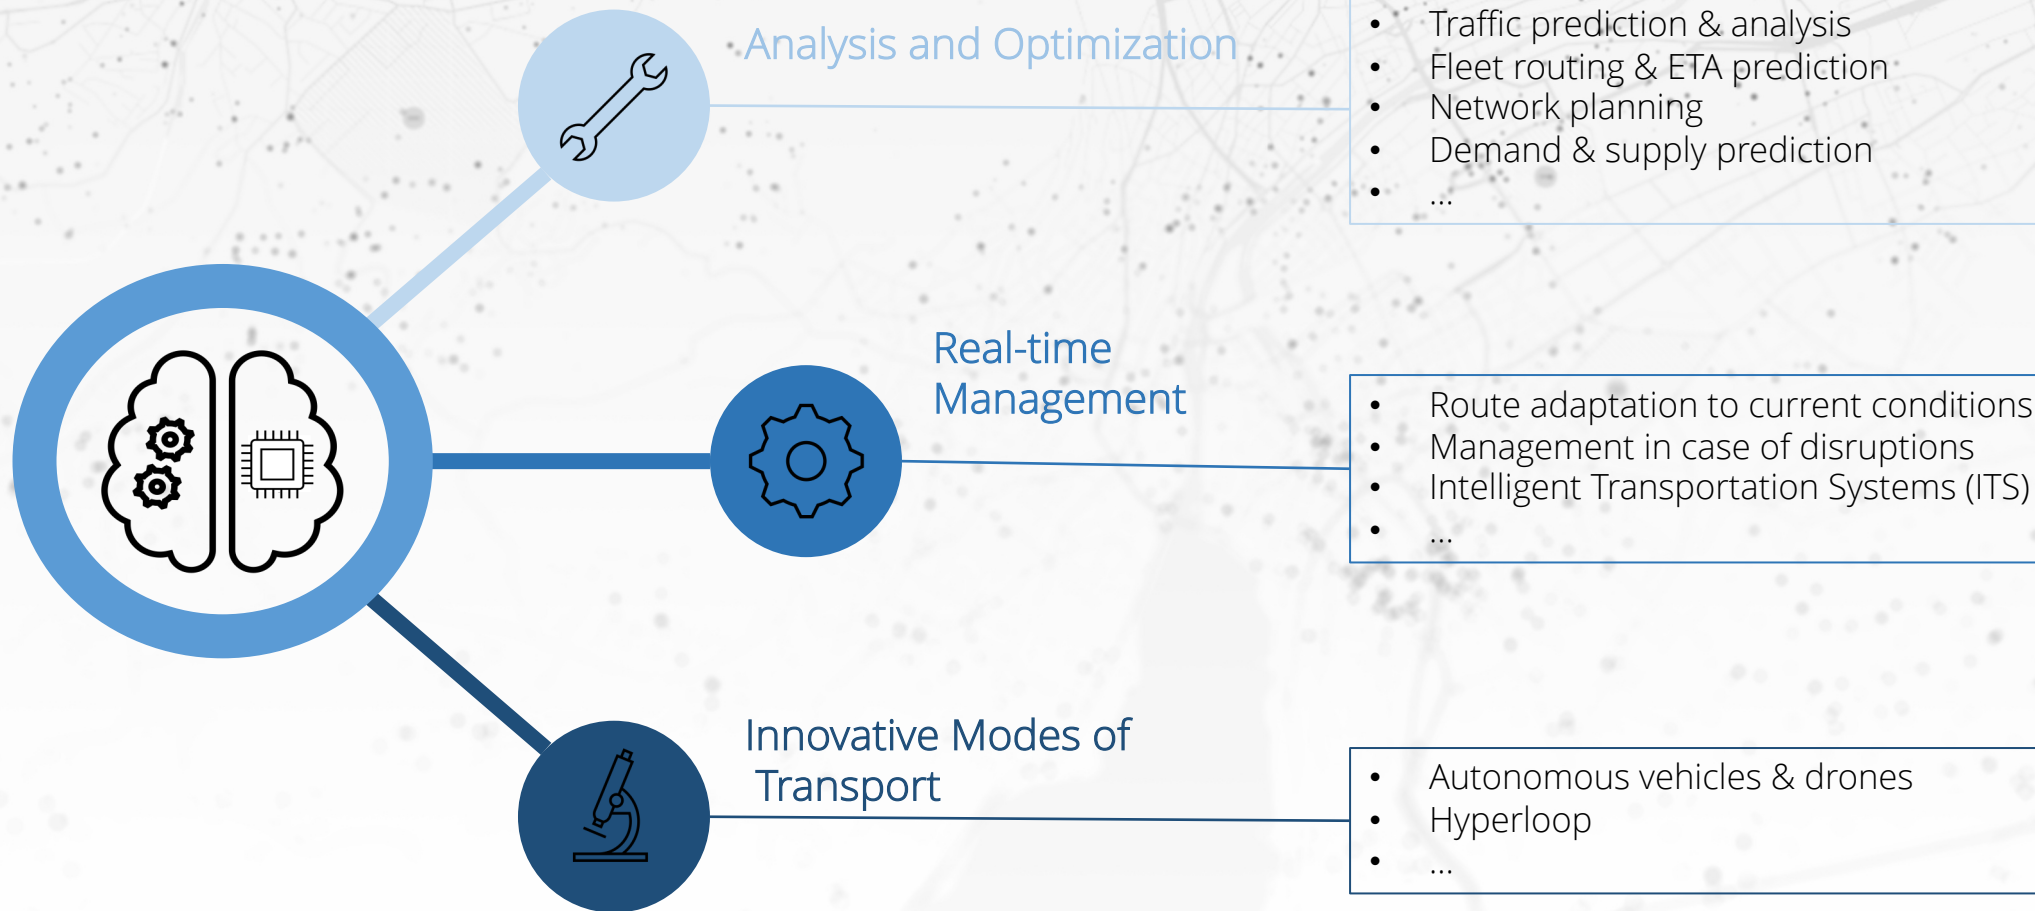 Analysis and Optimization
• Traffic prediction & analysis
• Fleet routing & ETA prediction
• Network planning
• Demand & supply prediction
• ...
Real-time
Management
• Route adaptation to current conditions
• Management in case of disruptions
• Intelligent Transportation Systems (ITS)
• ...
Innovative Modes of
Transport
• Autonomous vehicles & drones
• Hyperloop
• ...